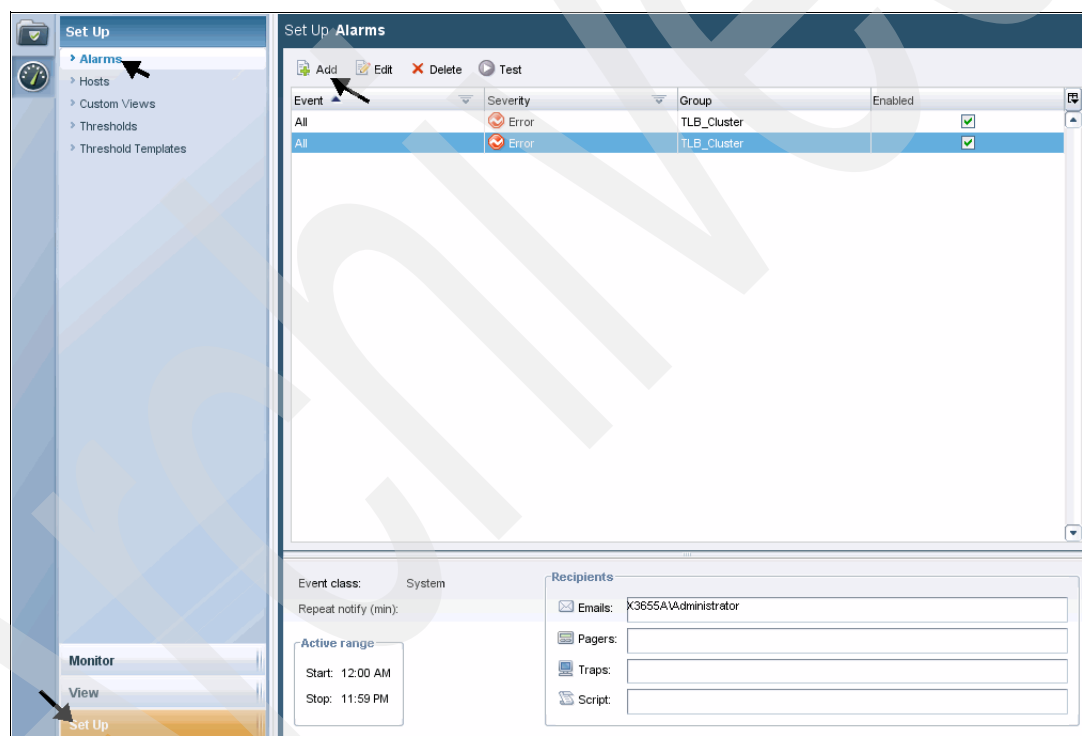 Set Up
Alarms
Hosts
Custom Views
Thresholds
Threshold Templates
Monitor
View
Set Up
Set Up Alarms
Add Edit Delete Test
Event Severity Group Enabled
All Error TLB_Cluster
All Error TLB_Cluster
Event class: System
Repeat notify (min):
Active range
Start: 12:00 AM
Stop: 11:59 PM
Recipients
Emails: X3655A\Administrator
Pagers:
Traps:
Script: